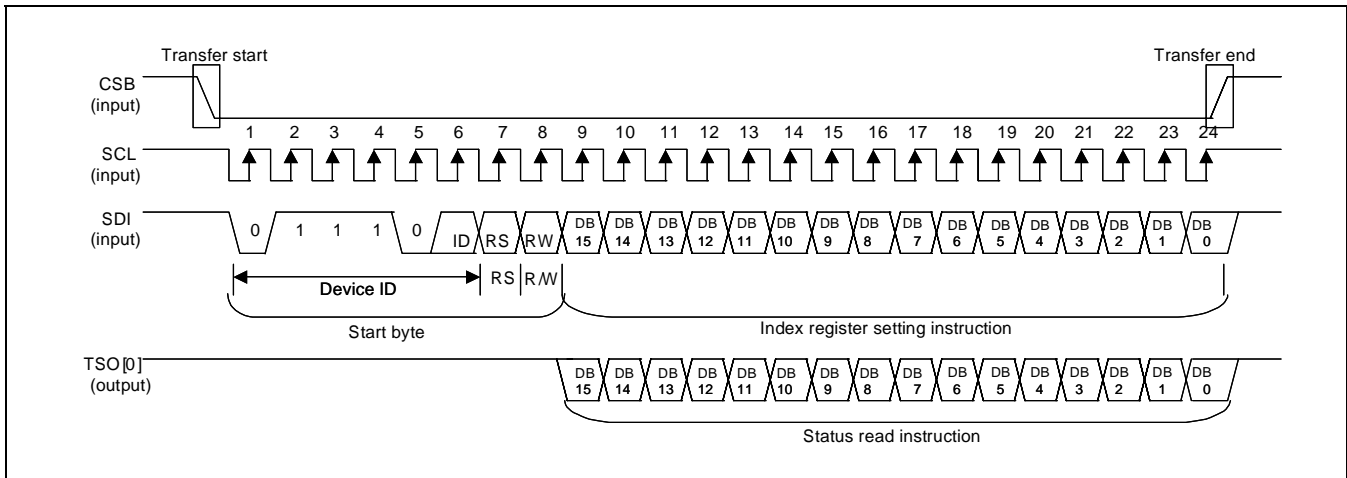 Transfer start
Transfer end
CSB
(input)
1 2 3 4 5 6 7 8 9 10 11 12 13 14 15 16 17 18 19 20 21 22 23 24
SCL
(input)
SDI
(input)
0 1 1 1 0 ID RS RW DB 15 DB 14 DB 13 DB 12 DB 11 DB 10 DB 9 DB 8 DB 7 DB 6 DB 5 DB 4 DB 3 DB 2 DB 1 DB 0
Device ID RS R/W
Start byte
Index register setting instruction
TSO[0]
(output)
DB 15 DB 14 DB 13 DB 12 DB 11 DB 10 DB 9 DB 8 DB 7 DB 6 DB 5 DB 4 DB 3 DB 2 DB 1 DB 0
Status read instruction